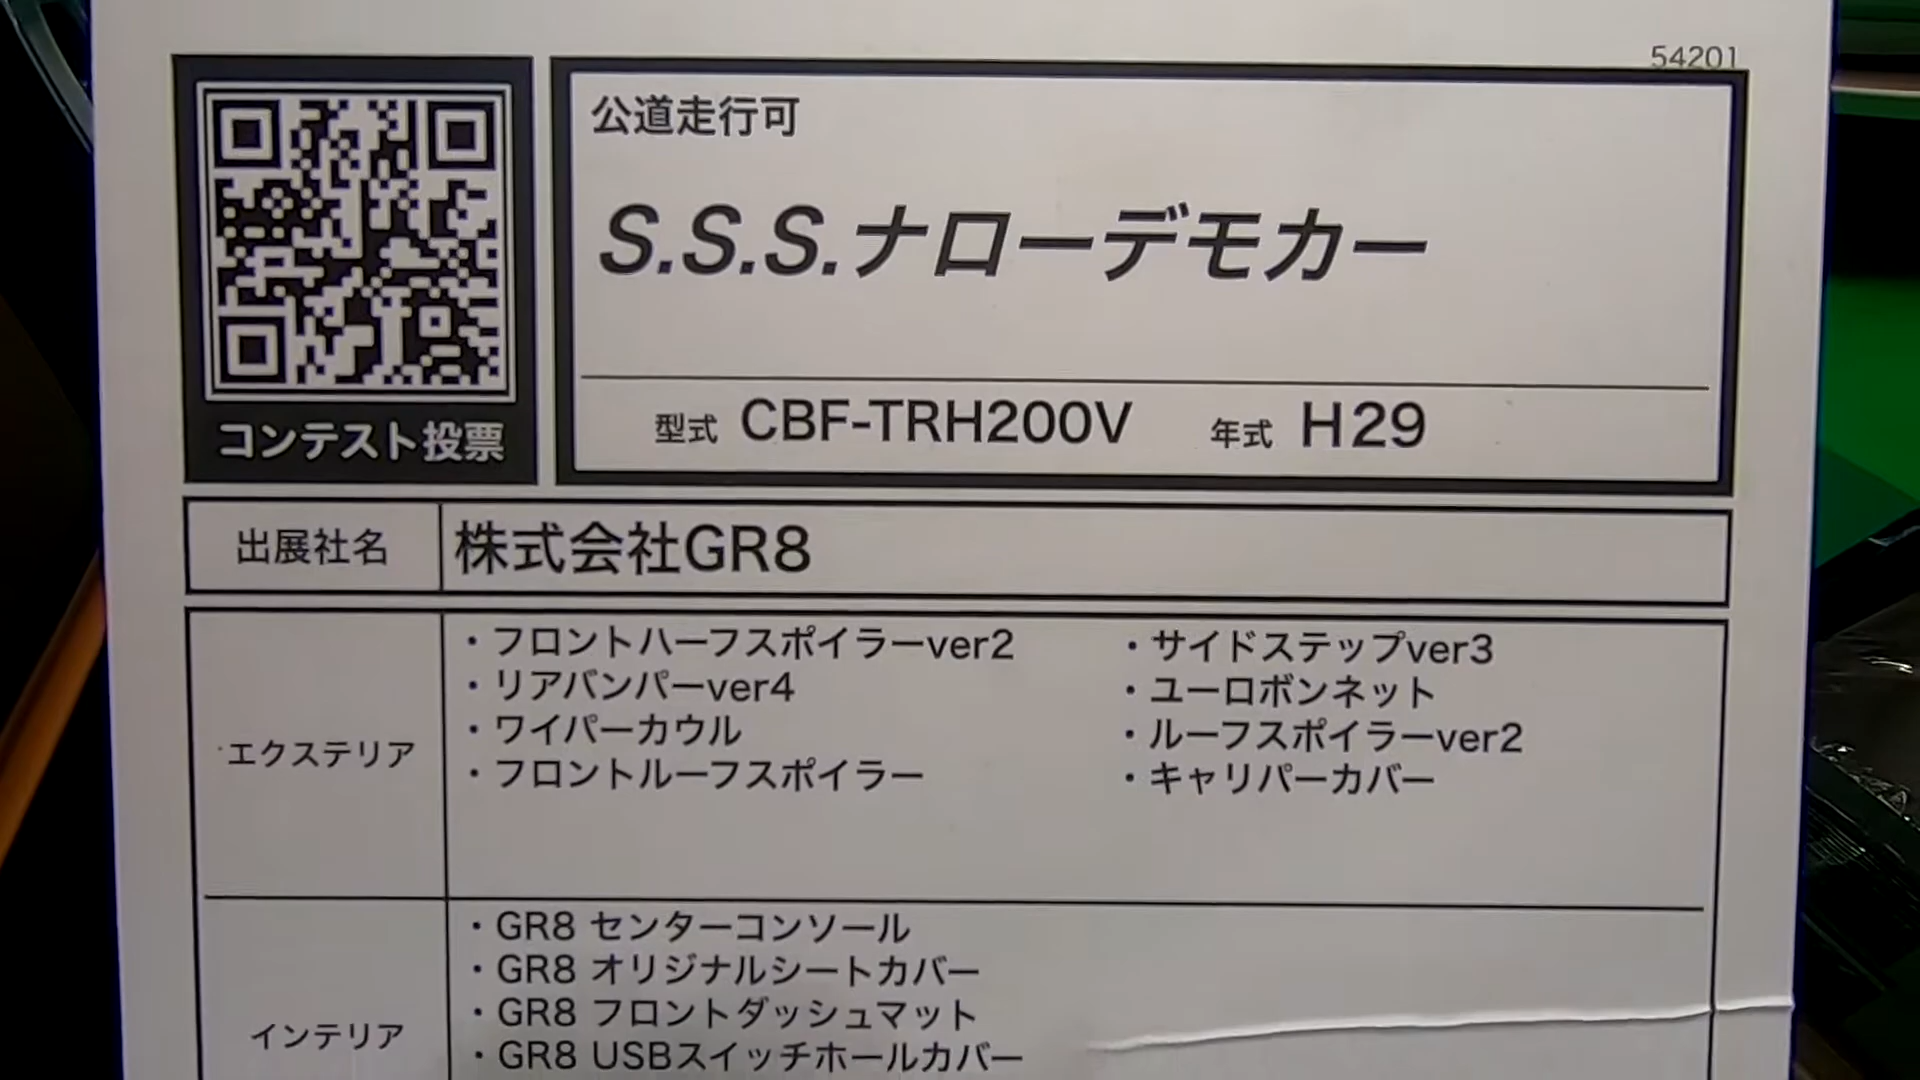 54201
公道走行可
S.S.S.ナローデモカー
型式 CBF-TRH200V 年式 H29
コンテスト投票
出展社名 株式会社GR8
エクステリア
・フロントハーフスポイラーver2 ・サイドステップver3
・リアバンパーver4 ・ユーロボンネット
・ワイパーカウル ・ルーフスポイラーver2
・フロントルーフスポイラー ・キャリパーカバー
インテリア
・GR8 センターコンソール
・GR8 オリジナルシートカバー
・GR8 フロントダッシュマット
・GR8 USBスイッチホールカバー